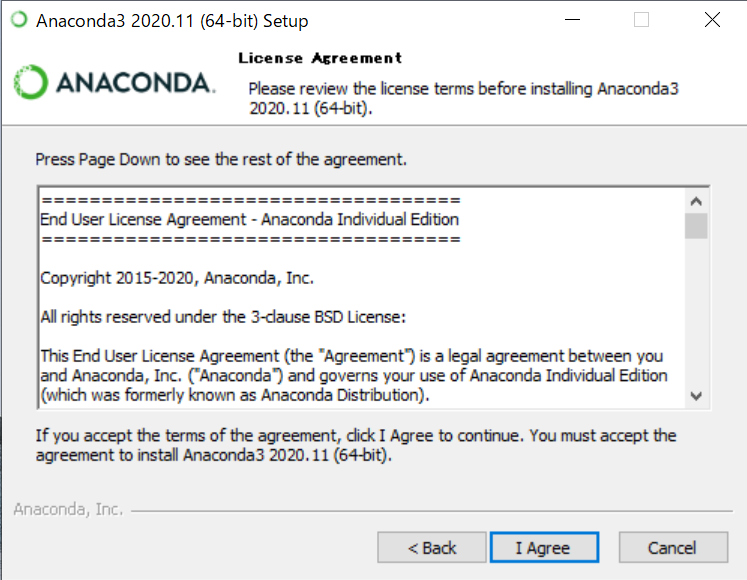 Anaconda3 2020.11 (64-bit) Setup
License Agreement
ANACONDA.
Please review the license terms before installing Anaconda3
2020.11 (64-bit).
Press Page Down to see the rest of the agreement.
===================================
End User License Agreement - Anaconda Individual Edition
===================================
Copyright 2015-2020, Anaconda, Inc.
All rights reserved under the 3-clause BSD License:
This End User License Agreement (the "Agreement") is a legal agreement between you
and Anaconda, Inc. ("Anaconda") and governs your use of Anaconda Individual Edition
(which was formerly known as Anaconda Distribution).
If you accept the terms of the agreement, click I Agree to continue. You must accept the
agreement to install Anaconda3 2020.11 (64-bit).
Anaconda, Inc.
< Back
I Agree
Cancel